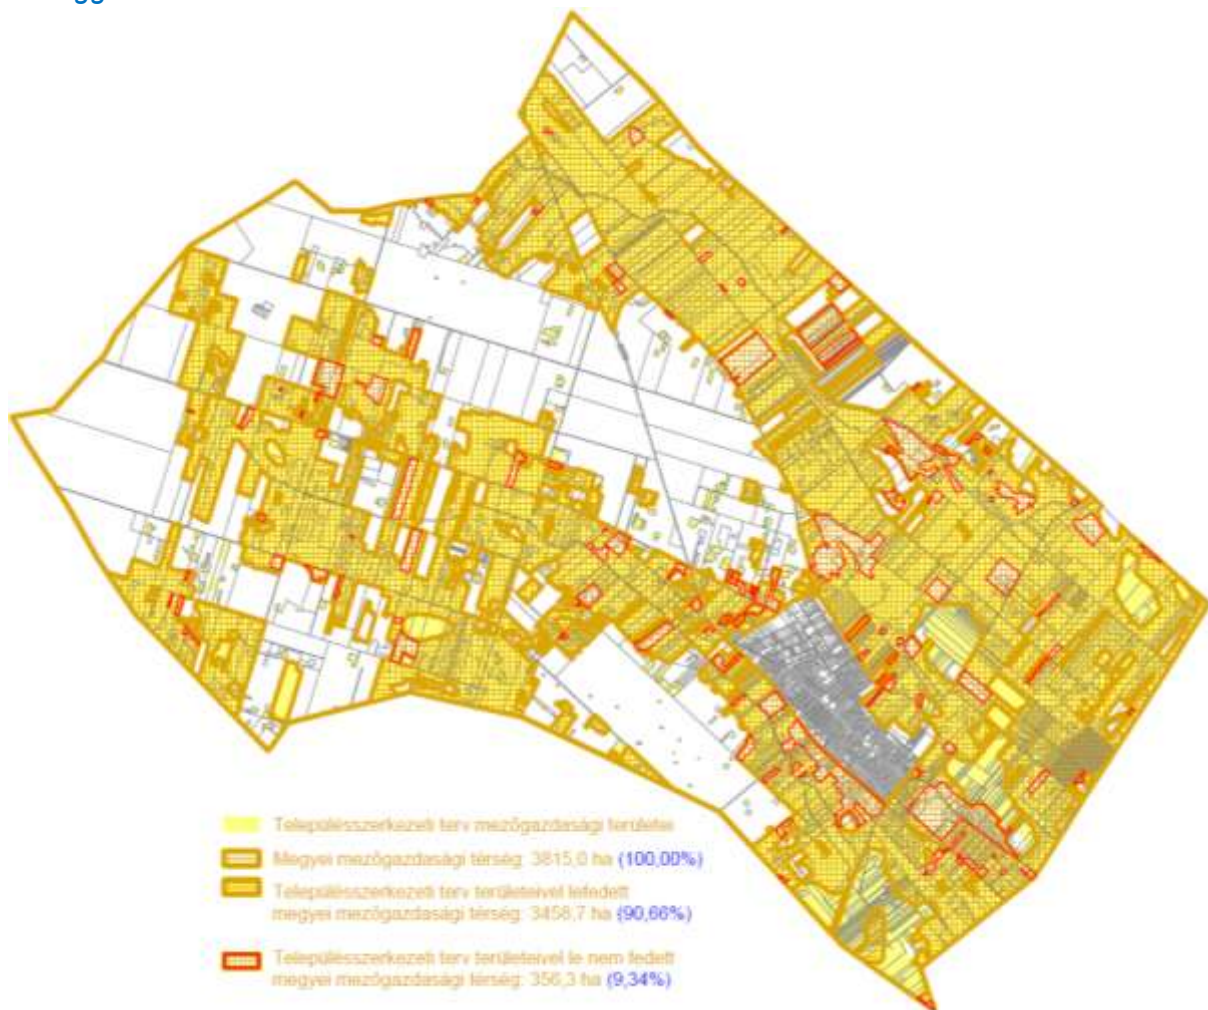 Településszerkezeti terv mezőgazdasági területei
Megyei mezőgazdasági térség: 3815,0 ha (100,00%)
Településszerkezeti terv területeivel lefedett
megyei mezőgazdasági térség: 3458,7 ha (90,66%)
Településszerkezeti terv területeivel le nem fedett
megyei mezőgazdasági térség: 356,3 ha (9,34%)